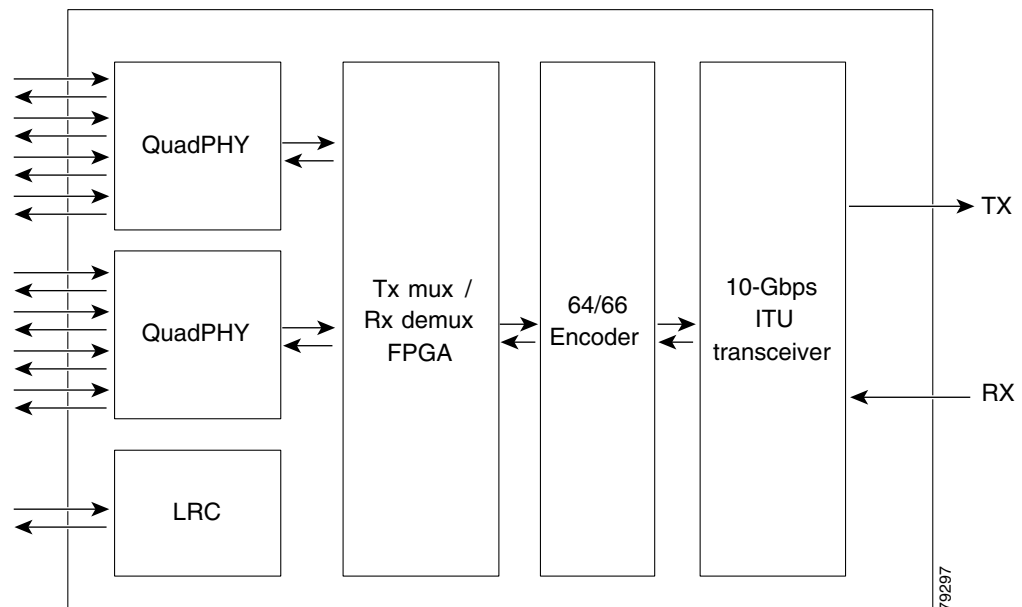 QuadPHY
QuadPHY
LRC
Tx mux /
Rx demux
FPGA
64/66
Encoder
10-Gbps
ITU
transceiver
TX
RX
79297